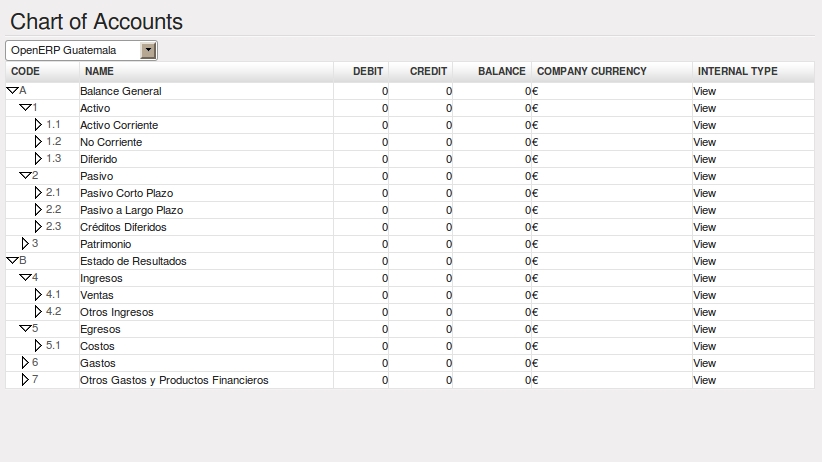 Chart of Accounts
OpenERP Guatemala
CODE NAME DEBIT CREDIT BALANCE COMPANY CURRENCY INTERNAL TYPE
A Balance General 0 0 0 € View
1 Activo 0 0 0 € View
1.1 Activo Corriente 0 0 0 € View
1.2 No Corriente 0 0 0 € View
1.3 Diferido 0 0 0 € View
2 Pasivo 0 0 0 € View
2.1 Pasivo Corto Plazo 0 0 0 € View
2.2 Pasivo a Largo Plazo 0 0 0 € View
2.3 Créditos Diferidos 0 0 0 € View
3 Patrimonio 0 0 0 € View
B Estado de Resultados 0 0 0 € View
4 Ingresos 0 0 0 € View
4.1 Ventas 0 0 0 € View
4.2 Otros Ingresos 0 0 0 € View
5 Egresos 0 0 0 € View
5.1 Costos 0 0 0 € View
6 Gastos 0 0 0 € View
7 Otros Gastos y Productos Financieros 0 0 0 € View